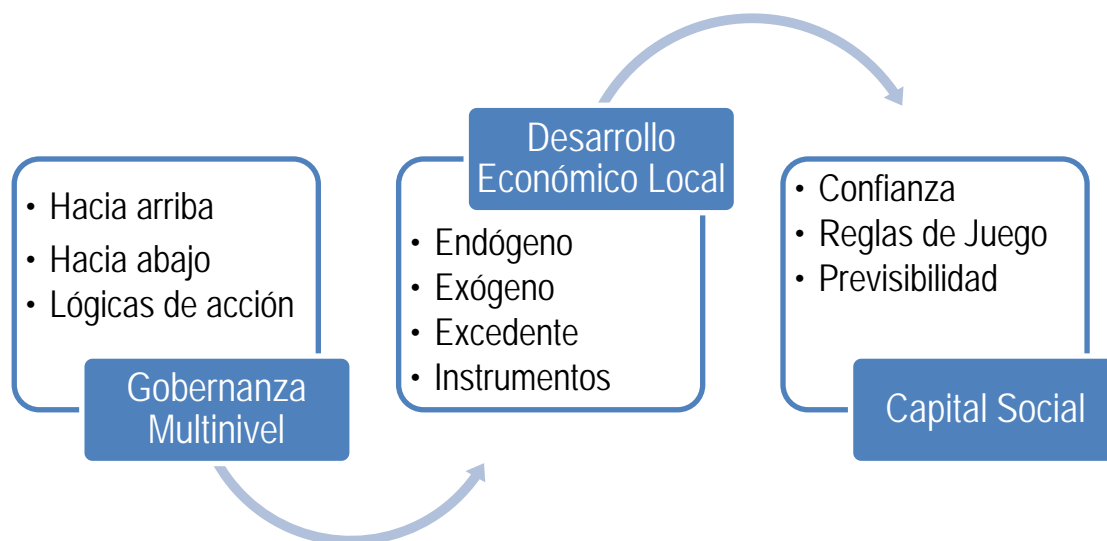 • Hacia arriba
• Hacia abajo
• Lógicas de acción
Gobernanza
Multinivel
Desarrollo
Económico Local
• Endógeno
• Exógeno
• Excedente
• Instrumentos
• Confianza
• Reglas de Juego
• Previsibilidad
Capital Social